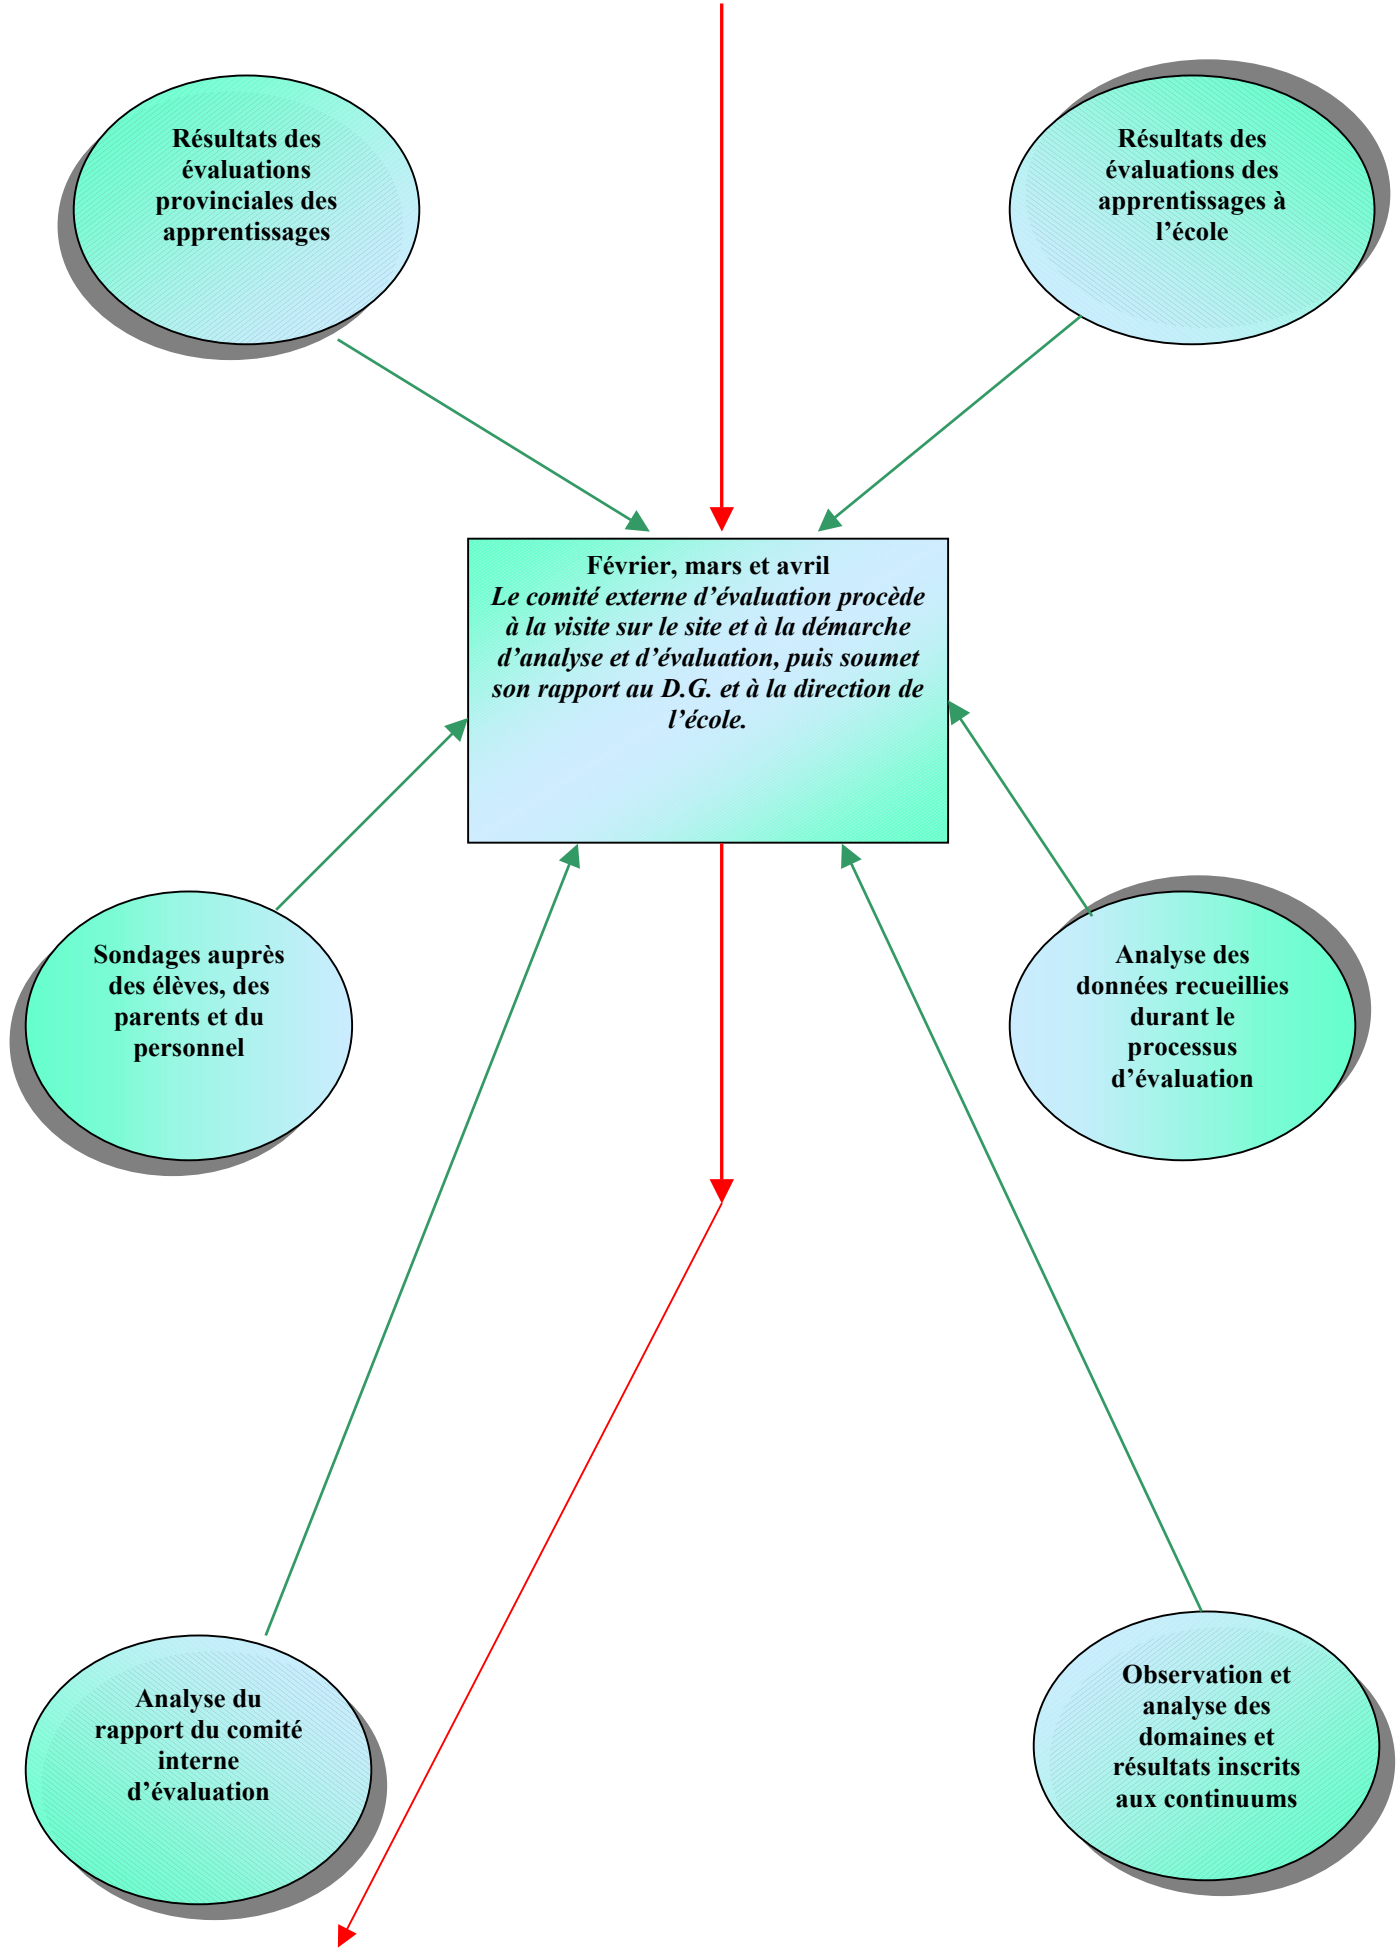 Résultats des
évaluations
provinciales des
apprentissages
Résultats des
évaluations des
apprentissages à
l’école
Février, mars et avril
Le comité externe d’évaluation procède
à la visite sur le site et à la démarche
d’analyse et d’évaluation, puis soumet
son rapport au D.G. et à la direction de
l’école.
Sondages auprès
des élèves, des
parents et du
personnel
Analyse des
données recueillies
durant le
processus
d’évaluation
Analyse du
rapport du comité
interne
d’évaluation
Observation et
analyse des
domaines et
résultats inscrits
aux continuums